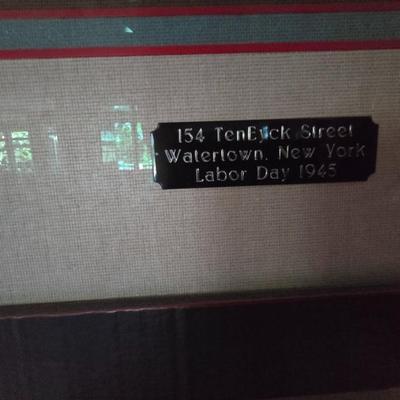 154 TenEyck Street
Watertown, New York
Labor Day 1945